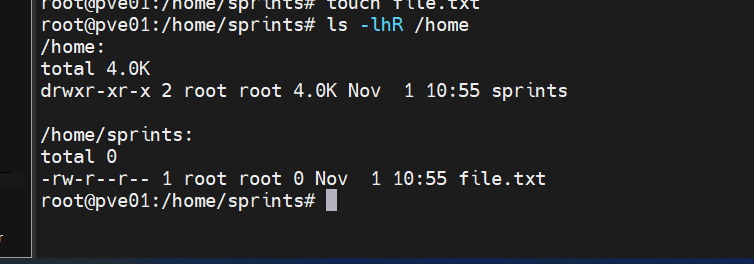 root@pve01:/home/sprints# touch file.txt
root@pve01:/home/sprints# ls -lhR /home
/home:
total 4.0K
drwxr-xr-x 2 root root 4.0K Nov  1 10:55 sprints

/home/sprints:
total 0
-rw-r--r-- 1 root root 0 Nov  1 10:55 file.txt
root@pve01:/home/sprints#
r